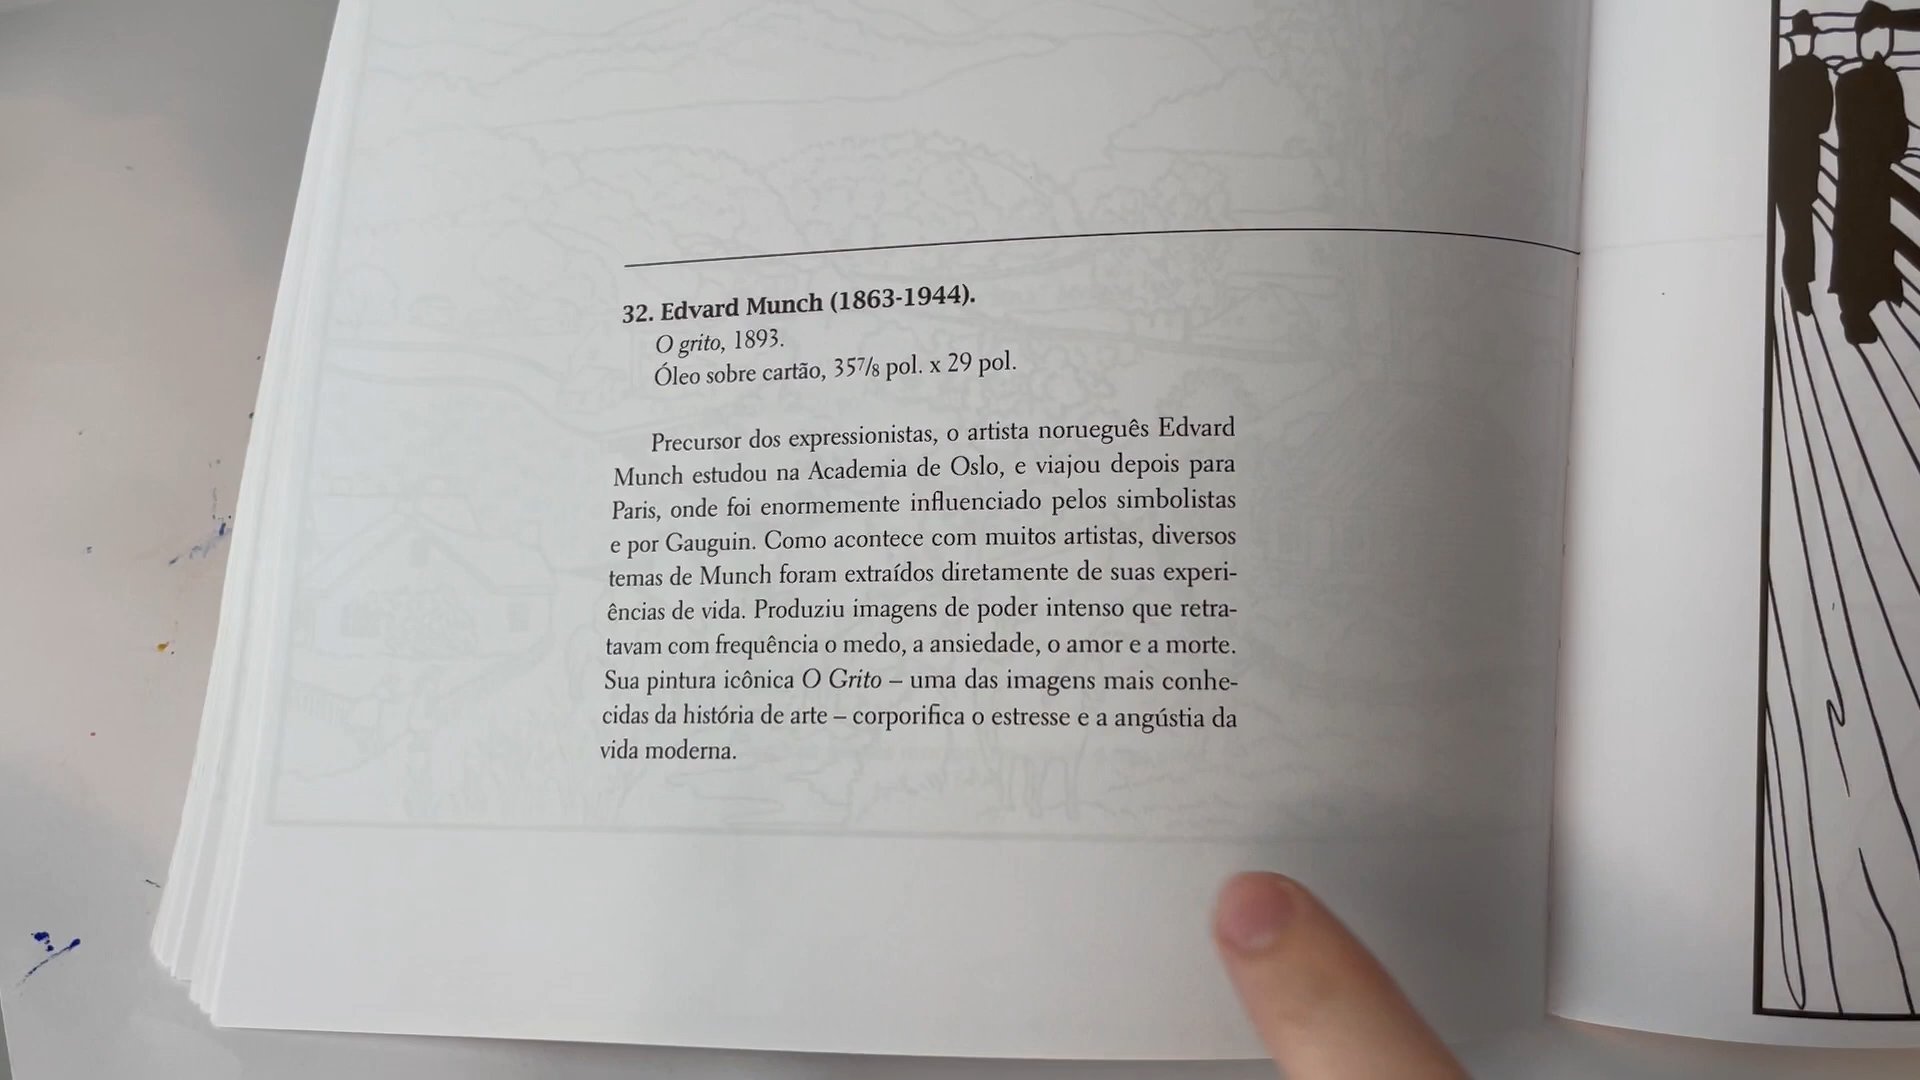 32. Edvard Munch (1863-1944).
O grito, 1893.
Óleo sobre cartão, 35⁷/₈ pol. x 29 pol.
Precursor dos expressionistas, o artista norueguês Edvard
Munch estudou na Academia de Oslo, e viajou depois para
Paris, onde foi enormemente influenciado pelos simbolistas
e por Gauguin. Como acontece com muitos artistas, diversos
temas de Munch foram extraídos diretamente de suas experi-
ências de vida. Produziu imagens de poder intenso que retra-
tavam com frequência o medo, a ansiedade, o amor e a morte.
Sua pintura icônica O Grito – uma das imagens mais conhe-
cidas da história de arte – corporifica o estresse e a angústia da
vida moderna.